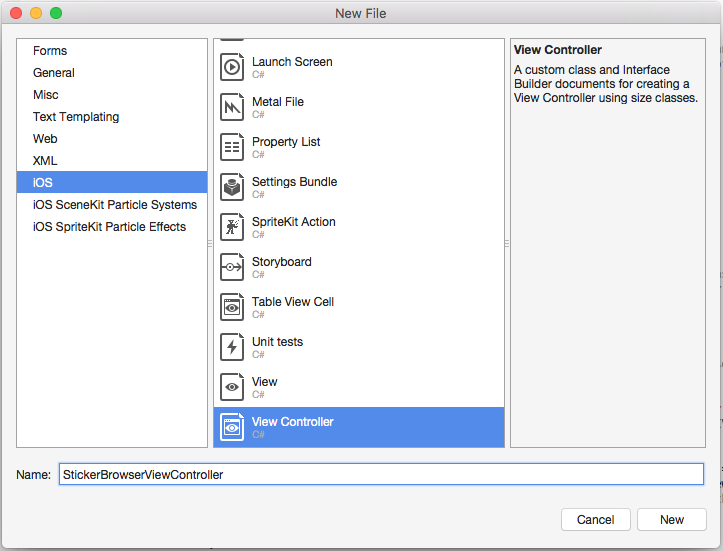 New File
Forms
General
Misc
Text Templating
Web
XML
iOS
iOS SceneKit Particle Systems
iOS SpriteKit Particle Effects
Launch Screen
C#
Metal File
C#
Property List
C#
Settings Bundle
C#
SpriteKit Action
C#
Storyboard
C#
Table View Cell
C#
Unit tests
C#
View
C#
View Controller
C#
View Controller
A custom class and Interface
Builder documents for creating a
View Controller using size classes.
Name: StickerBrowserViewController
Cancel New